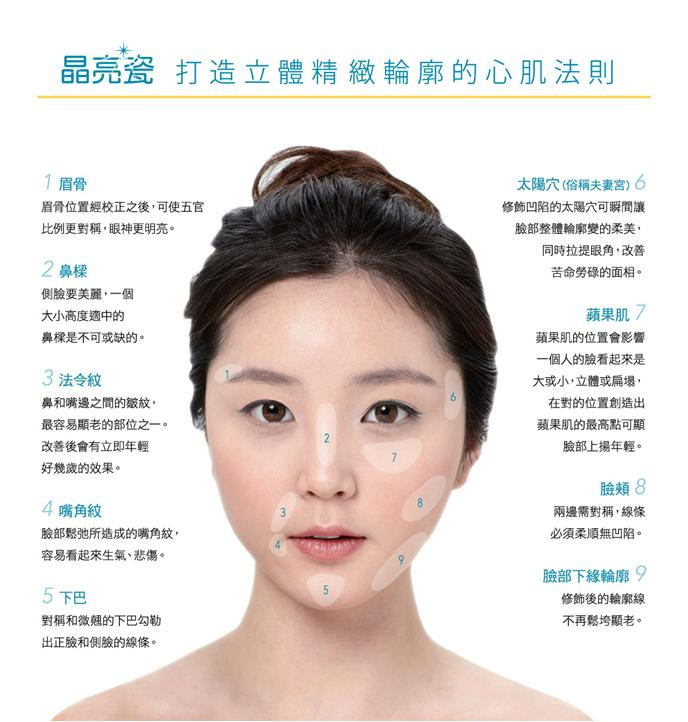 晶亮瓷 打造立體精緻輪廓的心肌法則
1 眉骨
眉骨位置經校正之後，可使五官
比例更對稱，眼神更明亮。
2 鼻樑
側臉要美麗，一個
大小高度適中的
鼻樑是不可或缺的。
3 法令紋
鼻和嘴邊之間的皺紋，
最容易顯老的部位之一。
改善後會有立即年輕
好幾歲的效果。
4 嘴角紋
臉部鬆弛所造成的嘴角紋，
容易看起來生氣、悲傷。
5 下巴
對稱和微翹的下巴勾勒
出正臉和側臉的線條。
太陽穴(俗稱夫妻宮) 6
修飾凹陷的太陽穴可瞬間讓
臉部整體輪廓變的柔美，
同時拉提眼角，改善
苦命勞碌的面相。
蘋果肌 7
蘋果肌的位置會影響
一個人的臉看起來是
大或小，立體或扁塌，
在對的位置創造出
蘋果肌的最高點可顯
臉部上揚年輕。
臉頰 8
兩邊需對稱，線條
必須柔順無凹陷。
臉部下緣輪廓 9
修飾後的輪廓線
不再鬆垮顯老。
1
2
3
4
5
6
7
8
9